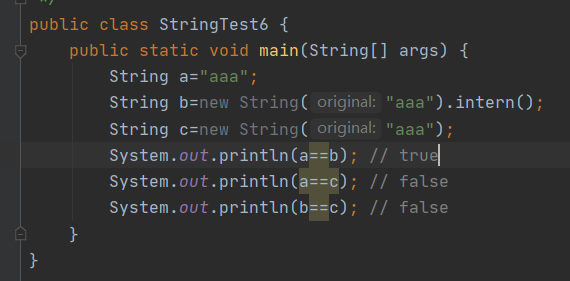 */
public class StringTest6 {
    public static void main(String[] args) {
        String a="aaa";
        String b=new String( original: "aaa").intern();
        String c=new String( original: "aaa");
        System.out.println(a==b); // true
        System.out.println(a==c); // false
        System.out.println(b==c); // false
    }
}